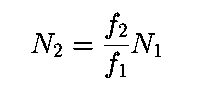 N₂ = f₂/f₁ N₁